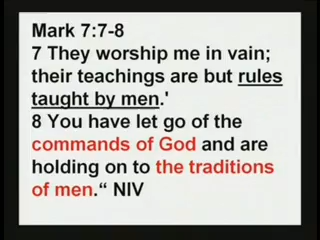 Mark 7:7-8
7 They worship me in vain;
their teachings are but rules
taught by men.'
8 You have let go of the
commands of God and are
holding on to the traditions
of men.“ NIV